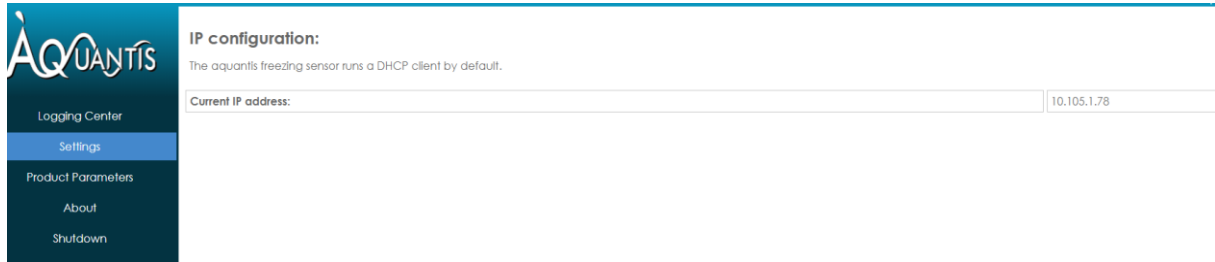 ÀQUANTIS
IP configuration:
The aquantis freezing sensor runs a DHCP client by default.
Current IP address: 10.105.1.78
Logging Center
Settings
Product Parameters
About
Shutdown